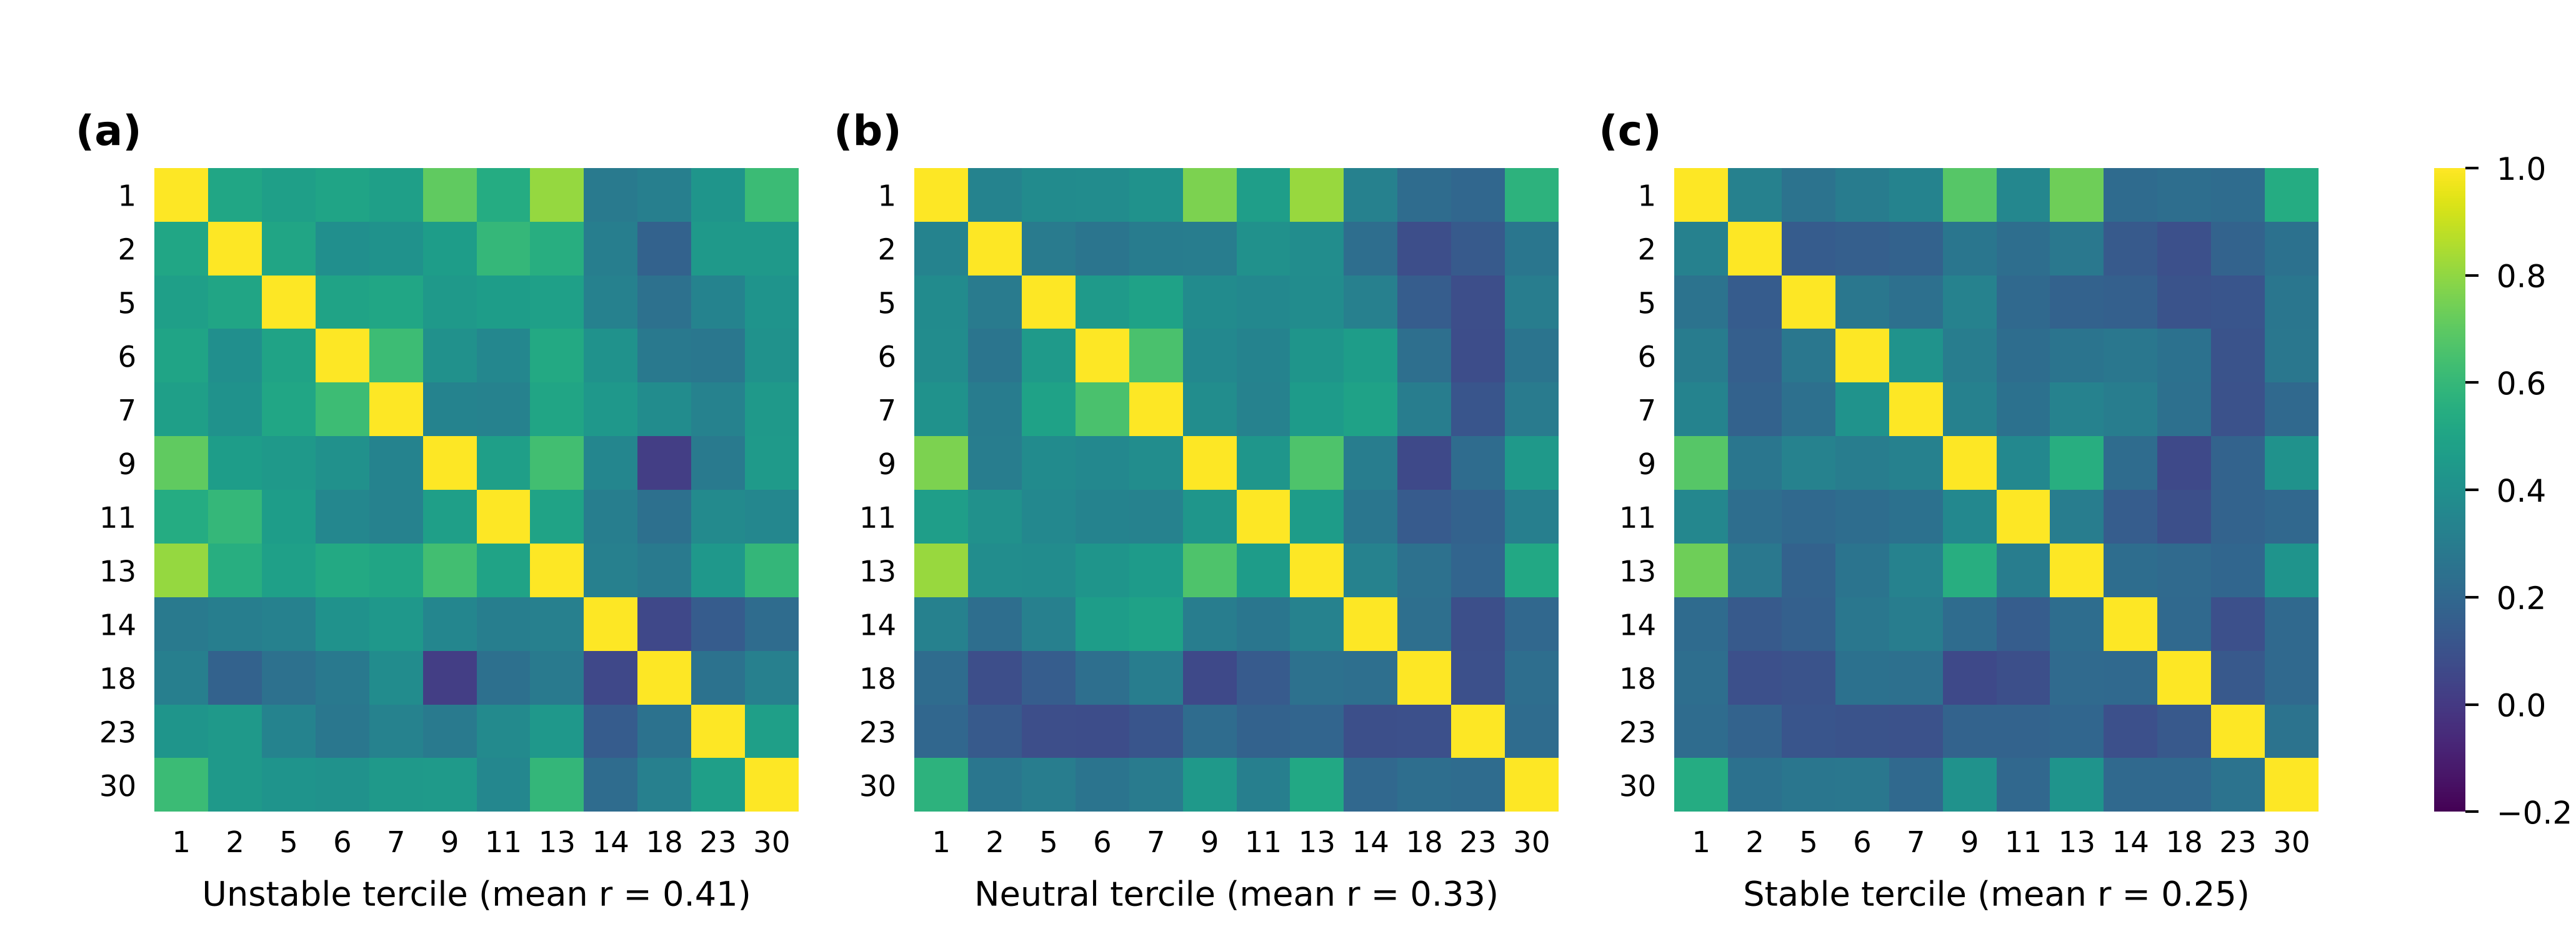 (a) (b) (c)
1 1 1 1.0
2 2 2
5 5 5 0.8
6 6 6
7 7 7 0.6
9 9 9
11 11 11 0.4
13 13 13
14 14 14 0.2
18 18 18
23 23 23 0.0
30 30 30
−0.2
1 2 5 6 7 9 11 13 14 18 23 30 1 2 5 6 7 9 11 13 14 18 23 30 1 2 5 6 7 9 11 13 14 18 23 30
Unstable tercile (mean r = 0.41) Neutral tercile (mean r = 0.33) Stable tercile (mean r = 0.25)